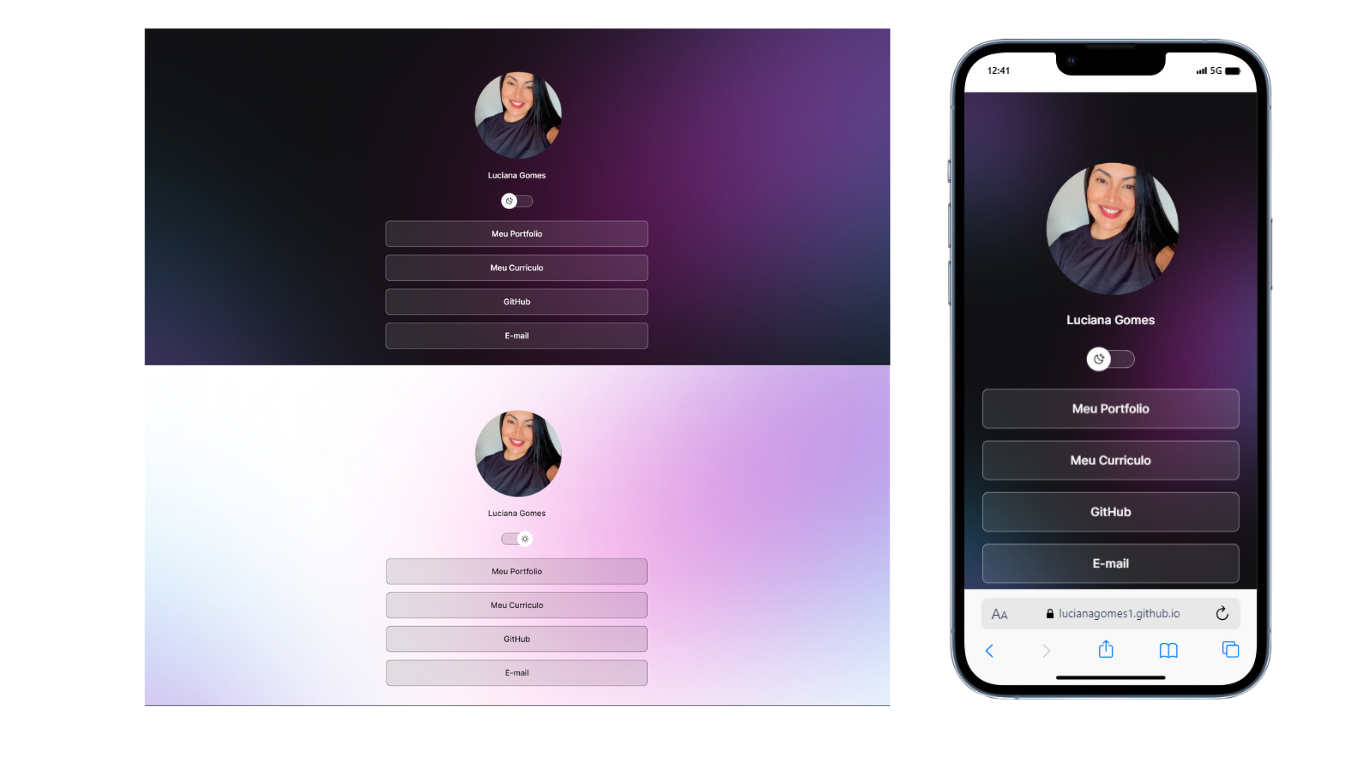 Luciana Gomes
Meu Portfolio
Meu Curriculo
GitHub
E-mail
Luciana Gomes
Meu Portfolio
Meu Curriculo
GitHub
E-mail
12:41
5G
Luciana Gomes
Meu Portfolio
Meu Curriculo
GitHub
E-mail
AA lucianagomes1.github.io